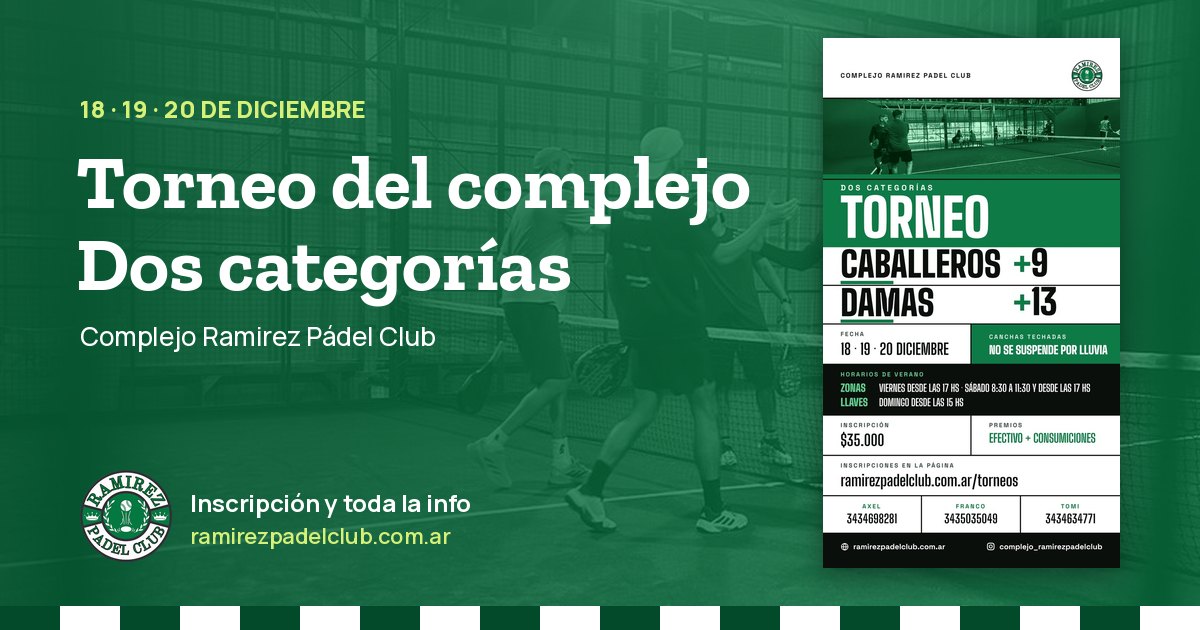 18 · 19 · 20 DE DICIEMBRE
Torneo del complejo
Dos categorías
Complejo Ramirez Pádel Club
RAMIREZ
PADEL CLUB
Inscripción y toda la info
ramirezpadelclub.com.ar
COMPLEJO RAMIREZ PADEL CLUB
RAMIREZ
PADEL CLUB
DOS CATEGORÍAS
TORNEO
CABALLEROS +9
DAMAS +13
FECHA
18 · 19 · 20 DICIEMBRE
CANCHAS TECHADAS
NO SE SUSPENDE POR LLUVIA
HORARIOS DE VERANO
ZONAS VIERNES DESDE LAS 17 HS · SÁBADO 8:30 A 11:30 Y DESDE LAS 17 HS
LLAVES DOMINGO DESDE LAS 15 HS
INSCRIPCIÓN
$35.000
PREMIOS
EFECTIVO + CONSUMICIONES
INSCRIPCIONES EN LA PÁGINA
ramirezpadelclub.com.ar/torneos
AXEL
3434698281
FRANCO
3435035049
TOMI
3434634771
ramirezpadelclub.com.ar
complejo_ramirezpadelclub